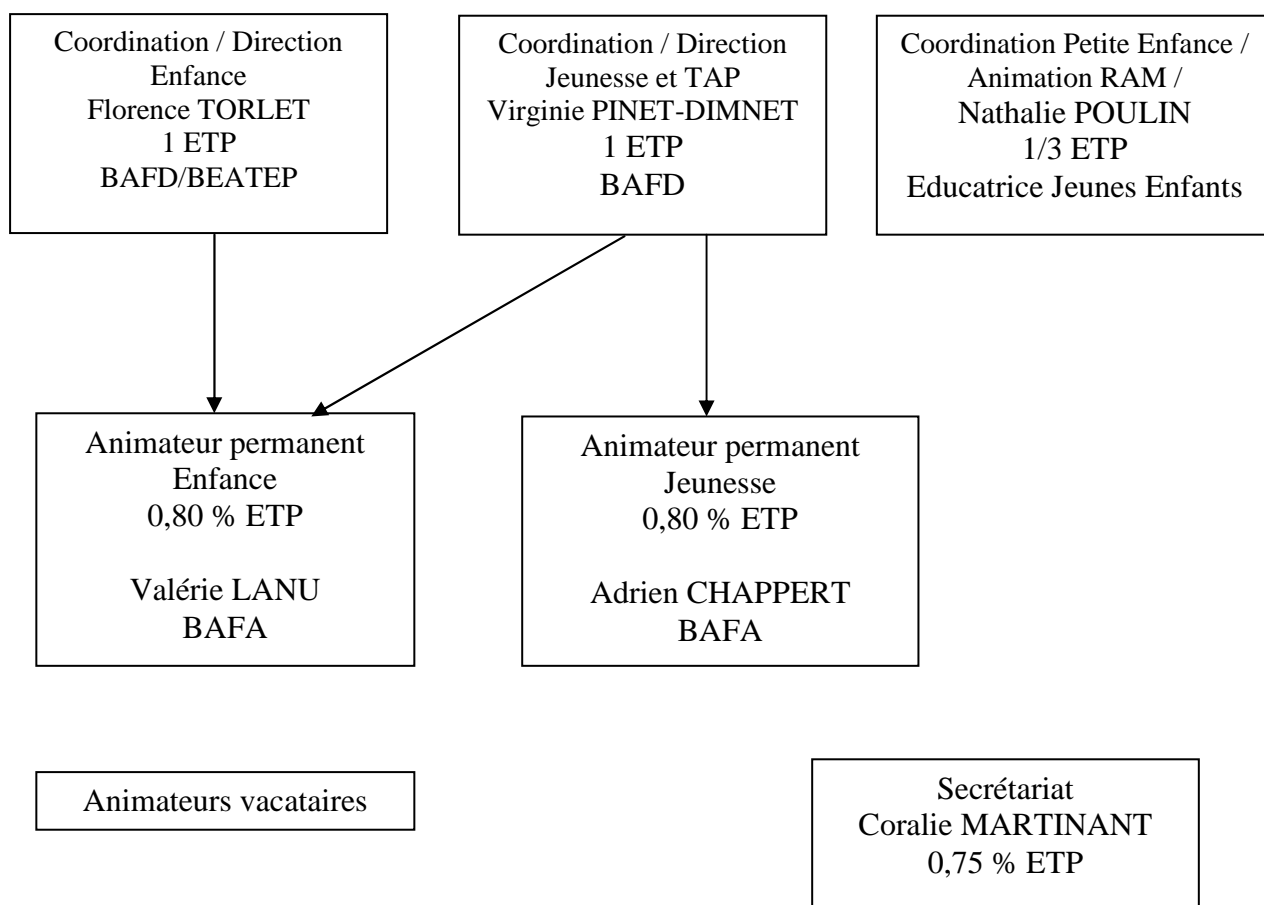 Coordination / Direction
Enfance
Florence TORLET
1 ETP
BAFD/BEATEP
Coordination / Direction
Jeunesse et TAP
Virginie PINET-DIMNET
1 ETP
BAFD
Coordination Petite Enfance /
Animation RAM /
Nathalie POULIN
1/3 ETP
Educatrice Jeunes Enfants
Animateur permanent
Enfance
0,80 % ETP
Valérie LANU
BAFA
Animateur permanent
Jeunesse
0,80 % ETP
Adrien CHAPPERT
BAFA
Animateurs vacataires
Secrétariat
Coralie MARTINANT
0,75 % ETP